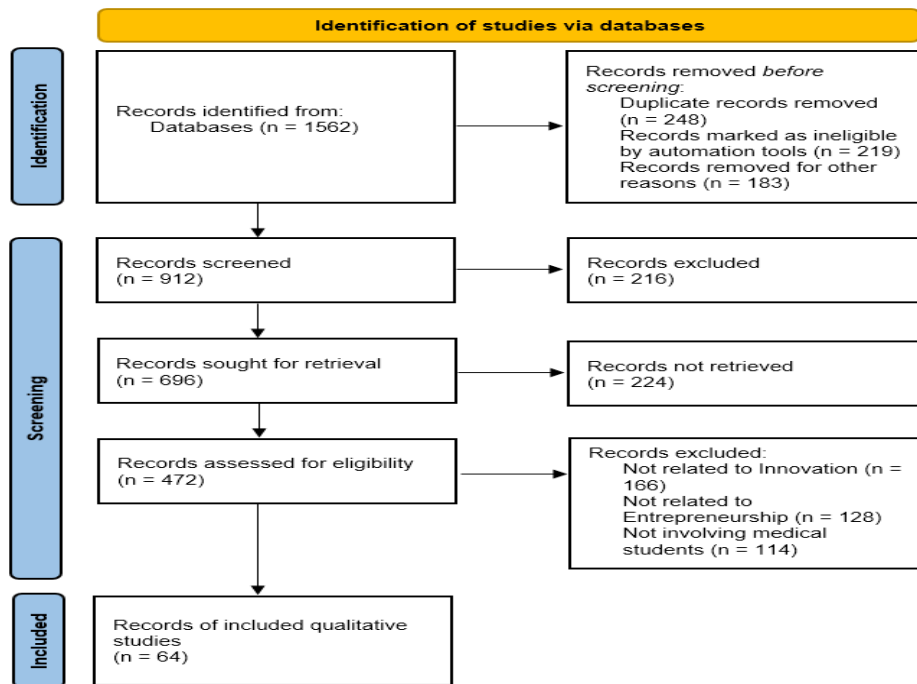 Identification of studies via databases
Identification
Records identified from:
Databases (n = 1562)
Records removed before
screening:
Duplicate records removed
(n = 248)
Records marked as ineligible
by automation tools (n = 219)
Records removed for other
reasons (n = 183)
Screening
Records screened
(n = 912)
Records excluded
(n = 216)
Records sought for retrieval
(n = 696)
Records not retrieved
(n = 224)
Records assessed for eligibility
(n = 472)
Records excluded:
Not related to Innovation (n =
166)
Not related to
Entrepreneurship (n = 128)
Not involving medical
students (n = 114)
Included
Records of included qualitative
studies
(n = 64)